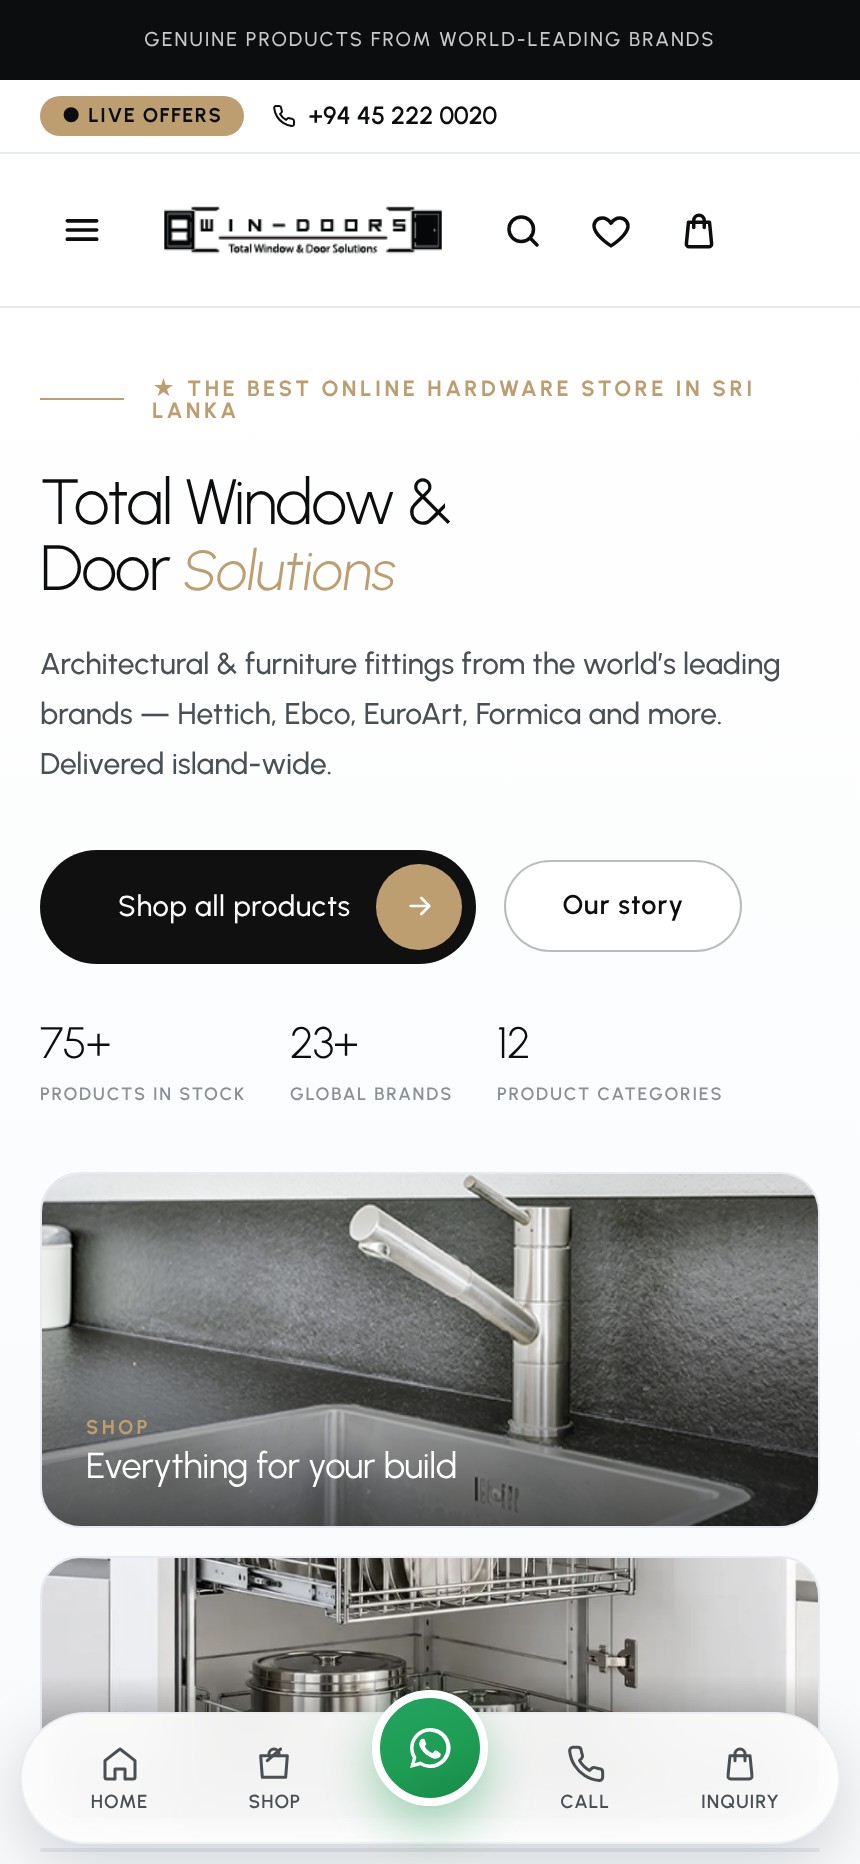 GENUINE PRODUCTS FROM WORLD-LEADING BRANDS
LIVE OFFERS
+94 45 222 0020
WIN-DOORS
Total Window & Door Solutions
★ THE BEST ONLINE HARDWARE STORE IN SRI
LANKA
Total Window &
Door Solutions
Architectural & furniture fittings from the world's leading
brands — Hettich, Ebco, EuroArt, Formica and more.
Delivered island-wide.
Shop all products
Our story
75+
23+
12
PRODUCTS IN STOCK
GLOBAL BRANDS
PRODUCT CATEGORIES
SHOP
Everything for your build
HOME
SHOP
CALL
INQUIRY